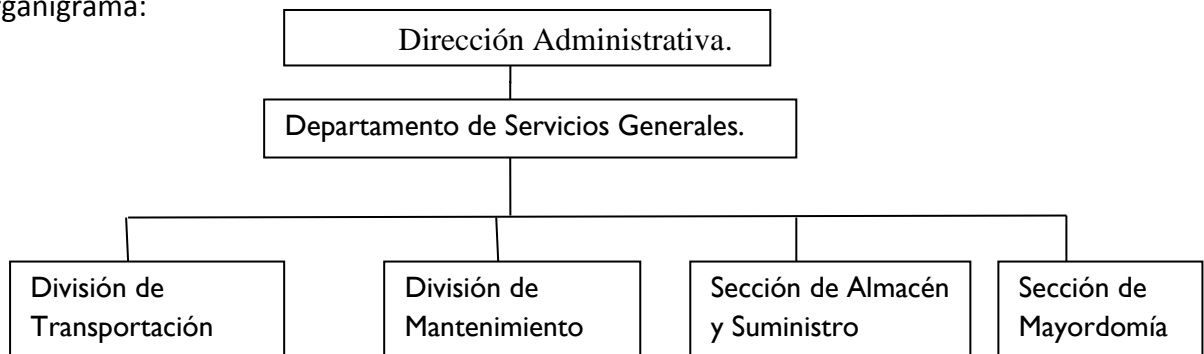 rganigrama:
Dirección Administrativa.
Departamento de Servicios Generales.
División de
Transportación
División de
Mantenimiento
Sección de Almacén
y Suministro
Sección de
Mayordomía